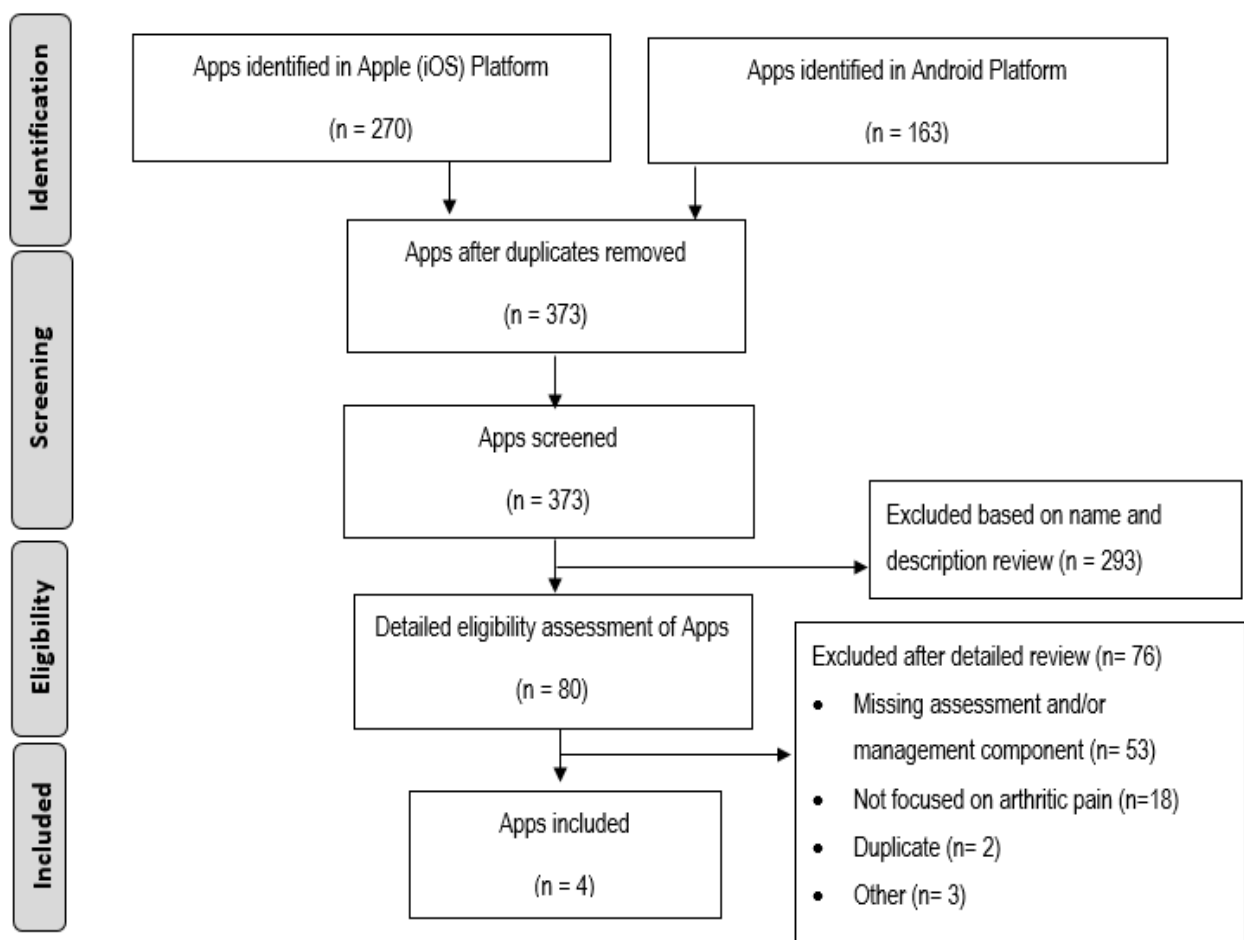 Identification
Apps identified in Apple (iOS) Platform
(n = 270)
Apps identified in Android Platform
(n = 163)
Apps after duplicates removed
(n = 373)
Screening
Apps screened
(n = 373)
Excluded based on name and
description review (n = 293)
Eligibility
Detailed eligibility assessment of Apps
(n = 80)
Excluded after detailed review (n= 76)
• Missing assessment and/or
management component (n= 53)
• Not focused on arthritic pain (n=18)
• Duplicate (n= 2)
• Other (n= 3)
Included
Apps included
(n = 4)